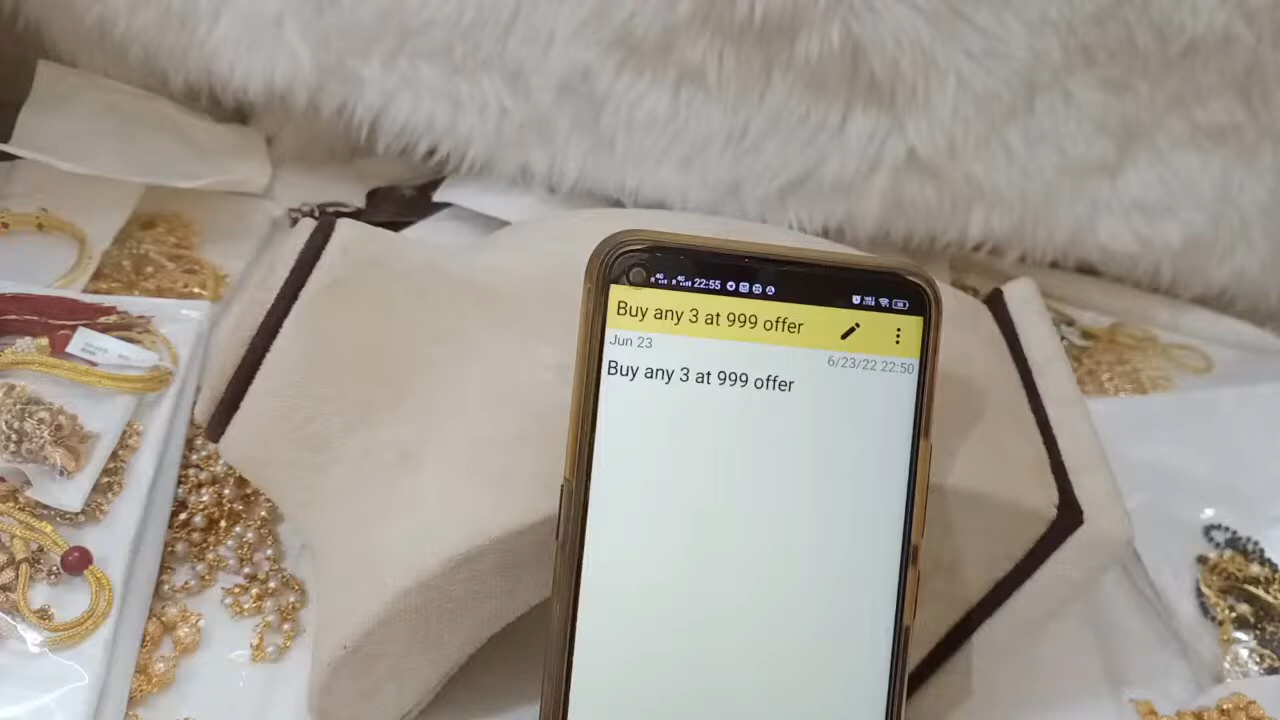 22:55
Buy any 3 at 999 offer
Jun 23
6/23/22 22:50
Buy any 3 at 999 offer